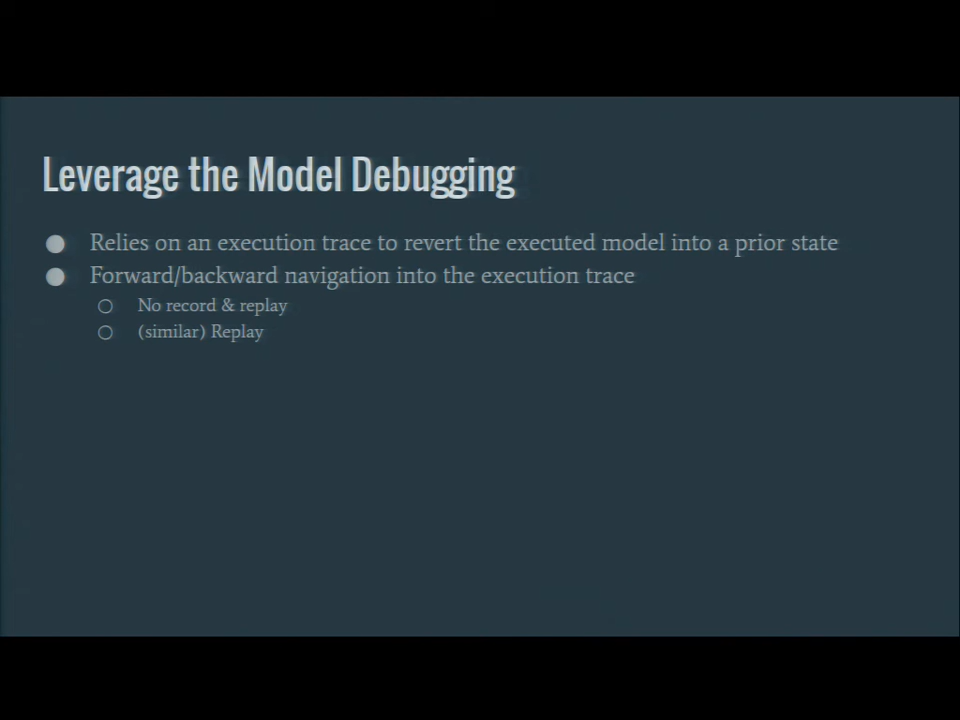 Leverage the Model Debugging
● Relies on an execution trace to revert the executed model into a prior state
● Forward/backward navigation into the execution trace
○ No record & replay
○ (similar) Replay